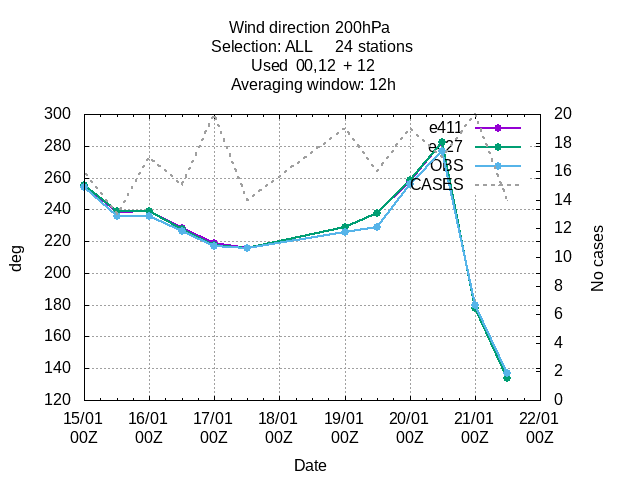 Wind direction 200hPa
Selection: ALL 24 stations
Used 00,12 + 12
Averaging window: 12h
300
280
260
240
220
200
180
160
140
120
20
18
16
14
12
10
8
6
4
2
0
deg
No cases
e411
OBS
CASES
15/01 16/01 17/01 18/01 19/01 20/01 21/01 22/01
00Z 00Z 00Z 00Z 00Z 00Z 00Z 00Z
Date